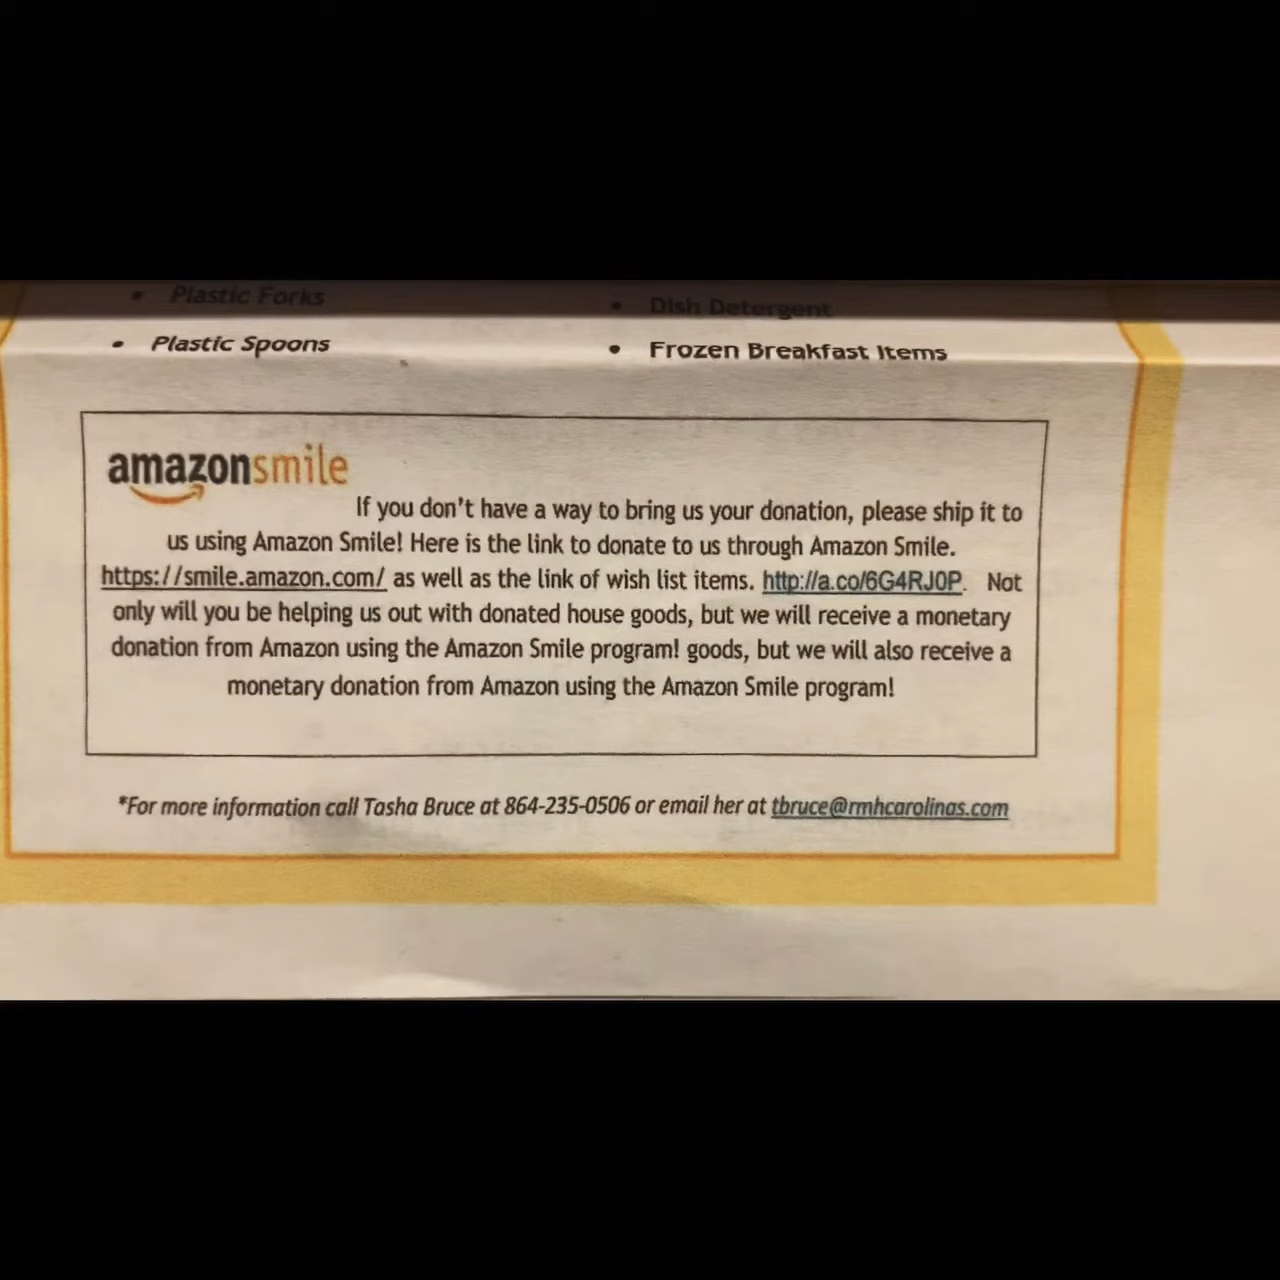 • Plastic Forks
• Dish Detergent
• Plastic Spoons
• Frozen Breakfast Items
amazonsmile
If you don't have a way to bring us your donation, please ship it to
us using Amazon Smile! Here is the link to donate to us through Amazon Smile.
https://smile.amazon.com/ as well as the link of wish list items. http://a.co/6G4RJ0P. Not
only will you be helping us out with donated house goods, but we will receive a monetary
donation from Amazon using the Amazon Smile program! goods, but we will also receive a
monetary donation from Amazon using the Amazon Smile program!
*For more information call Tasha Bruce at 864-235-0506 or email her at tbruce@rmhcarolinas.com